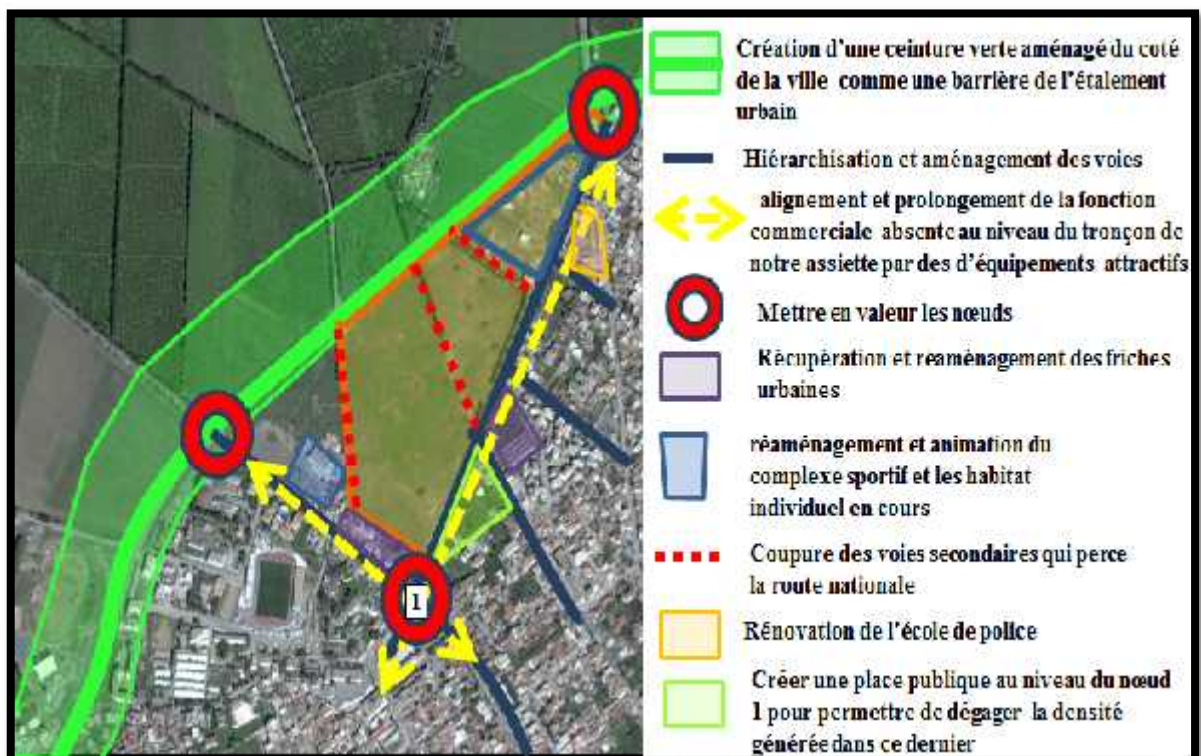 Création d'une ceinture verte aménagé du coté
de la ville comme une barrière de l'étalement
urbain
Hiérarchisation et aménagement des voies
alignement et prolongement de la fonction
commerciale absente au niveau du tronçon de
notre assiette par des d'équipements attractifs
Mettre en valeur les nœuds
Récupération et reaménagement des friches
urbaines
réaménagement et animation du
complexe sportif et les habitat
individuel en cours
Coupure des voies secondaires qui perce
la route nationale
Rénovation de l'école de police
Créer une place publique au niveau du nœud
1 pour permettre de dégager la densité
générée dans ce dernier
1